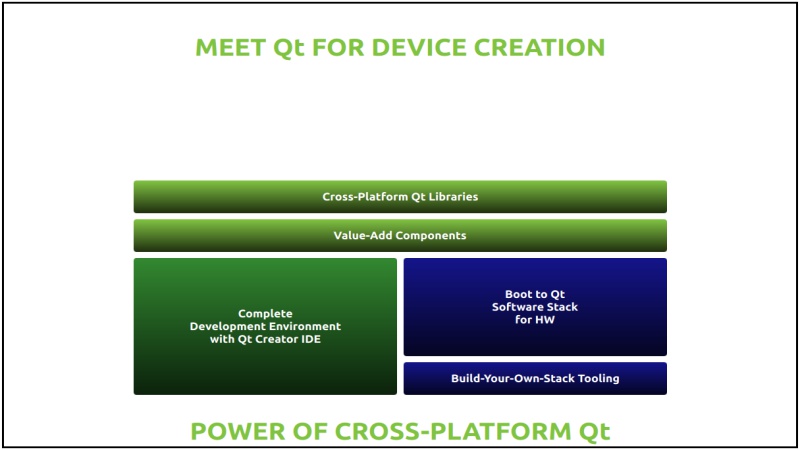 MEET Qt FOR DEVICE CREATION
Cross-Platform Qt Libraries
Value-Add Components
Complete
Development Environment
with Qt Creator IDE
Boot to Qt
Software Stack
for HW
Build-Your-Own-Stack Tooling
POWER OF CROSS-PLATFORM Qt